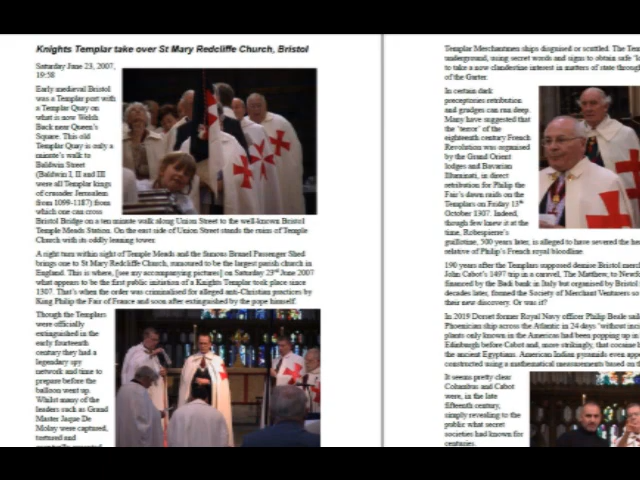 Knights Templar take over St Mary Redcliffe Church, Bristol
Saturday June 23, 2007,
19:58
Early medieval Bristol
was a Templar port with
a Templar Quay on
what is now Welsh
Back near Queen's
Square. This old
Templar Quay is only a
minute's walk to
Baldwin Street
(Baldwin I, II and III
were all Templar kings
of crusader Jerusalem
from 1099-1187) from
which one can cross
Bristol Bridge on a ten minute walk along Union Street to the well-known Bristol
Temple Meads Station. On the east side of Union Street stands the ruins of Temple
Church with its oddly leaning tower.
A right turn within sight of Temple Meads and the famous Brunel Passenger Shed
brings one to St Mary Redcliffe Church, rumoured to be the largest parish church in
England. This is where, [see my accompanying pictures] on Saturday 23rd June 2007
what appears to be the first public initiation of a Knights Templar took place since
1307. That's when the order was criminalised for alleged anti-Christian practices by
King Philip the Fair of France and soon after extinguished by the pope himself.
Though the Templars
were officially
extinguished in the
early fourteenth
century they had a
legendary spy
network and time to
prepare before the
balloon went up.
Whilst many of the
leaders such as Grand
Master Jaque De
Molay were captured,
tortured and
Templar Merchantmen ships disguised or scuttled. The Tem
underground, using secret words and signs to obtain safe
to take a now clandestine interest in matters of state through
of the Garter.
In certain dark
preceptories retribution
and grudges can run deep.
Many have suggested that
the 'terror' of the
eighteenth century French
Revolution was organised
by the Grand Orient
lodges and Bavarian
Illuminati, in direct
retribution for Philip the
Fair's dawn raids on the
Templars on Friday 13th
October 1307. Indeed,
though few knew it at the
time, Robespierre's
guillotine, 500 years later, is alleged to have severed the he
relative of Philip's French royal bloodline.
190 years after the Templars supposed demise Bristol merch
John Cabot's 1497 trip in a caravel, The Matthew, to Newfo
financed by the Bardi bank in Italy but organised by Bristol
decades later, formed the Society of Merchant Venturers so
their new discovery. Or was it?
In 2019 Dorset former Royal Navy officer Philip Beale sail
Phoenician ship across the Atlantic in 24 days 'without
plants only known in the Americas had been popping up in
Edinburgh before Cabot and, more strikingly, that cocaine
the ancient Egyptians. American Indian pyramids even appe
constructed using a mathematical measurements based on th
It seems pretty clear
Columbus and Cabot
were, in the late
fifteenth century,
simply revealing to the
public what secret
societies had known for
centuries.